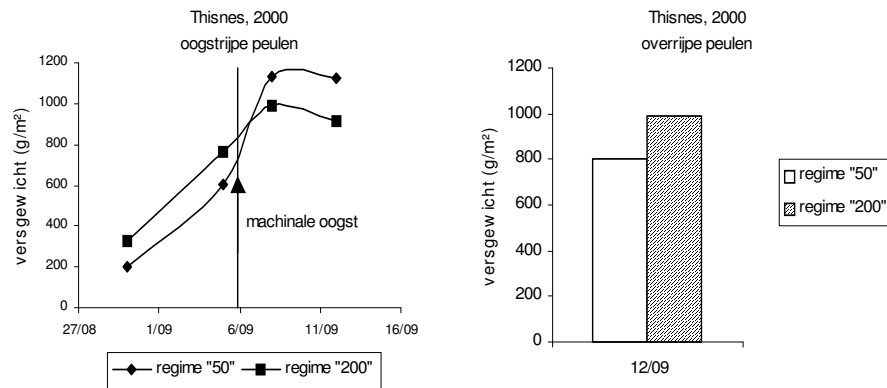 Thisnes, 2000
oogstrijpe peulen
versgewicht (g/m²)
1200
1000
800
600
400
200
0
machinale oogst
27/08 1/09 6/09 11/09 16/09
regime "50" regime "200"
Thisnes, 2000
overrijpe peulen
versgewicht (g/m²)
1200
1000
800
600
400
200
0
12/09
regime "50"
regime "200"